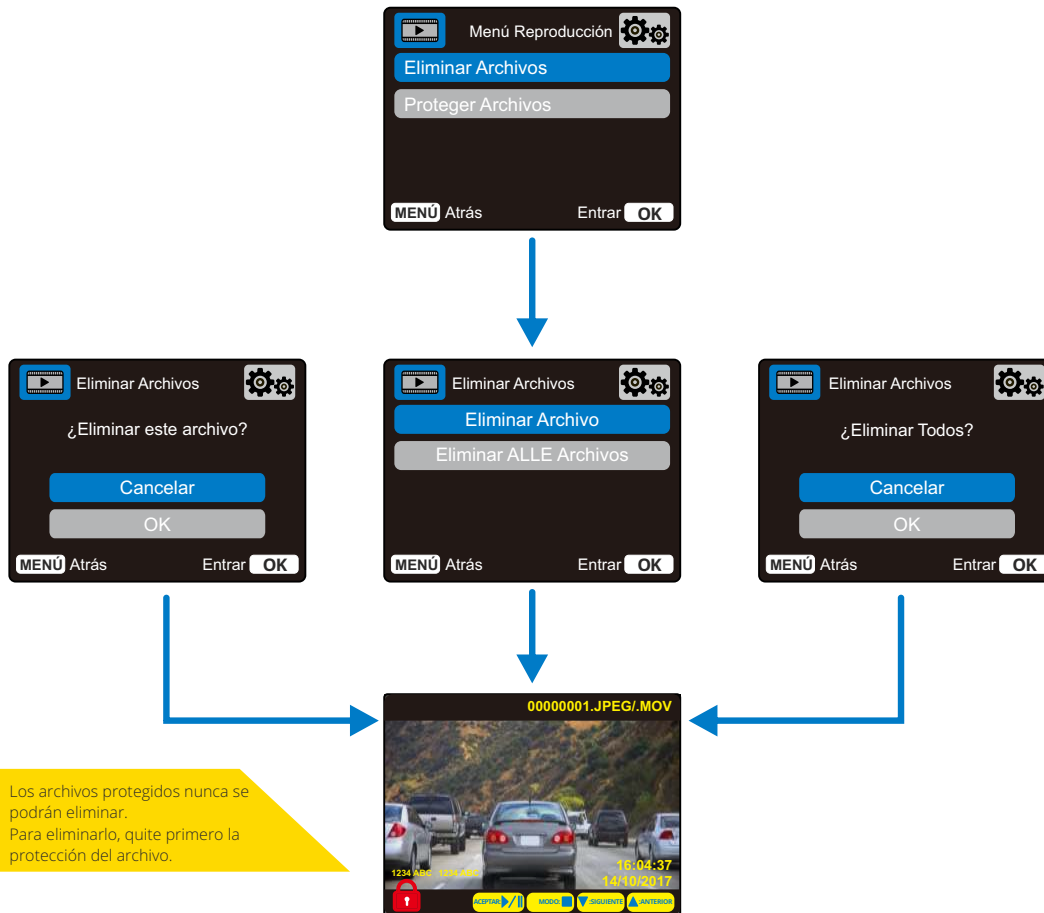 Menú Reproducción
Eliminar Archivos
Proteger Archivos
MENÚ Atrás Entrar OK
Eliminar Archivos
¿Eliminar este archivo?
Cancelar
OK
MENÚ Atrás Entrar OK
Eliminar Archivos
Eliminar Archivo
Eliminar ALLE Archivos
MENÚ Atrás Entrar OK
Eliminar Archivos
¿Eliminar Todos?
Cancelar
OK
MENÚ Atrás Entrar OK
00000001.JPEG/.MOV
16:04:37
1234 ABC 1234 ABC
14/10/2017
ACEPTAR: MODO: :SIGUIENTE :ANTERIOR
Los archivos protegidos nunca se
podrán eliminar.
Para eliminarlo, quite primero la
protección del archivo.